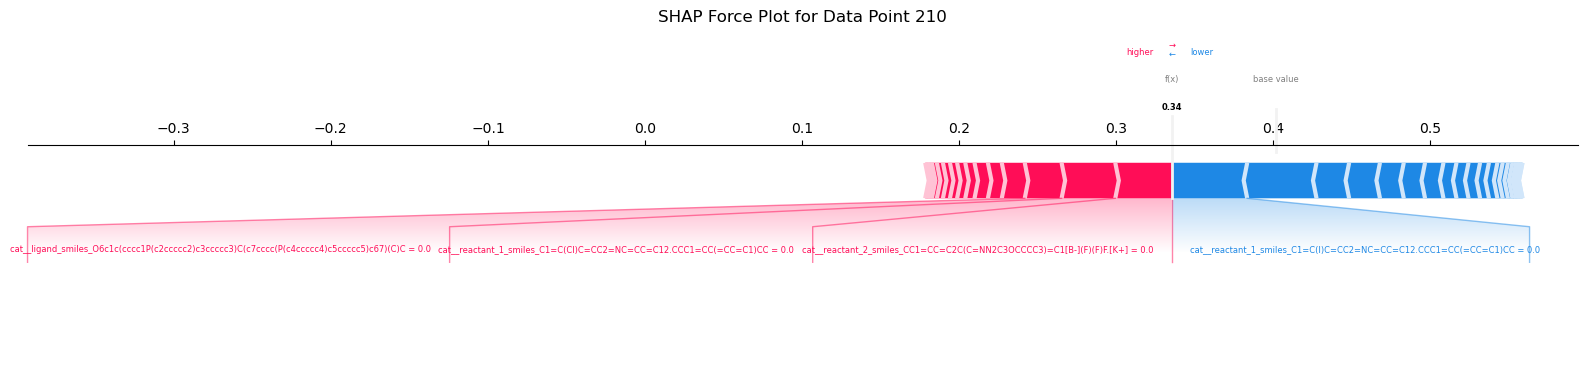 SHAP Force Plot for Data Point 210
higher → lower
←
f(x) base value
0.34
−0.3 −0.2 −0.1 0.0 0.1 0.2 0.3 0.4 0.5
cat__ligand_smiles_O6c1c(cccc1P(c2ccccc2)c3ccccc3)C(c7cccc(P(c4ccccc4)c5ccccc5)c67)(C)C = 0.0 cat__reactant_1_smiles_C1=C(Cl)C=CC2=NC=CC=C12.CCC1=CC(=CC=C1)CC = 0.0 cat__reactant_2_smiles_CC1=CC=C2C(C=NN2C3OCCCC3)=C1[B-](F)(F)F.[K+] = 0.0 cat__reactant_1_smiles_C1=C(I)C=CC2=NC=CC=C12.CCC1=CC(=CC=C1)CC = 0.0